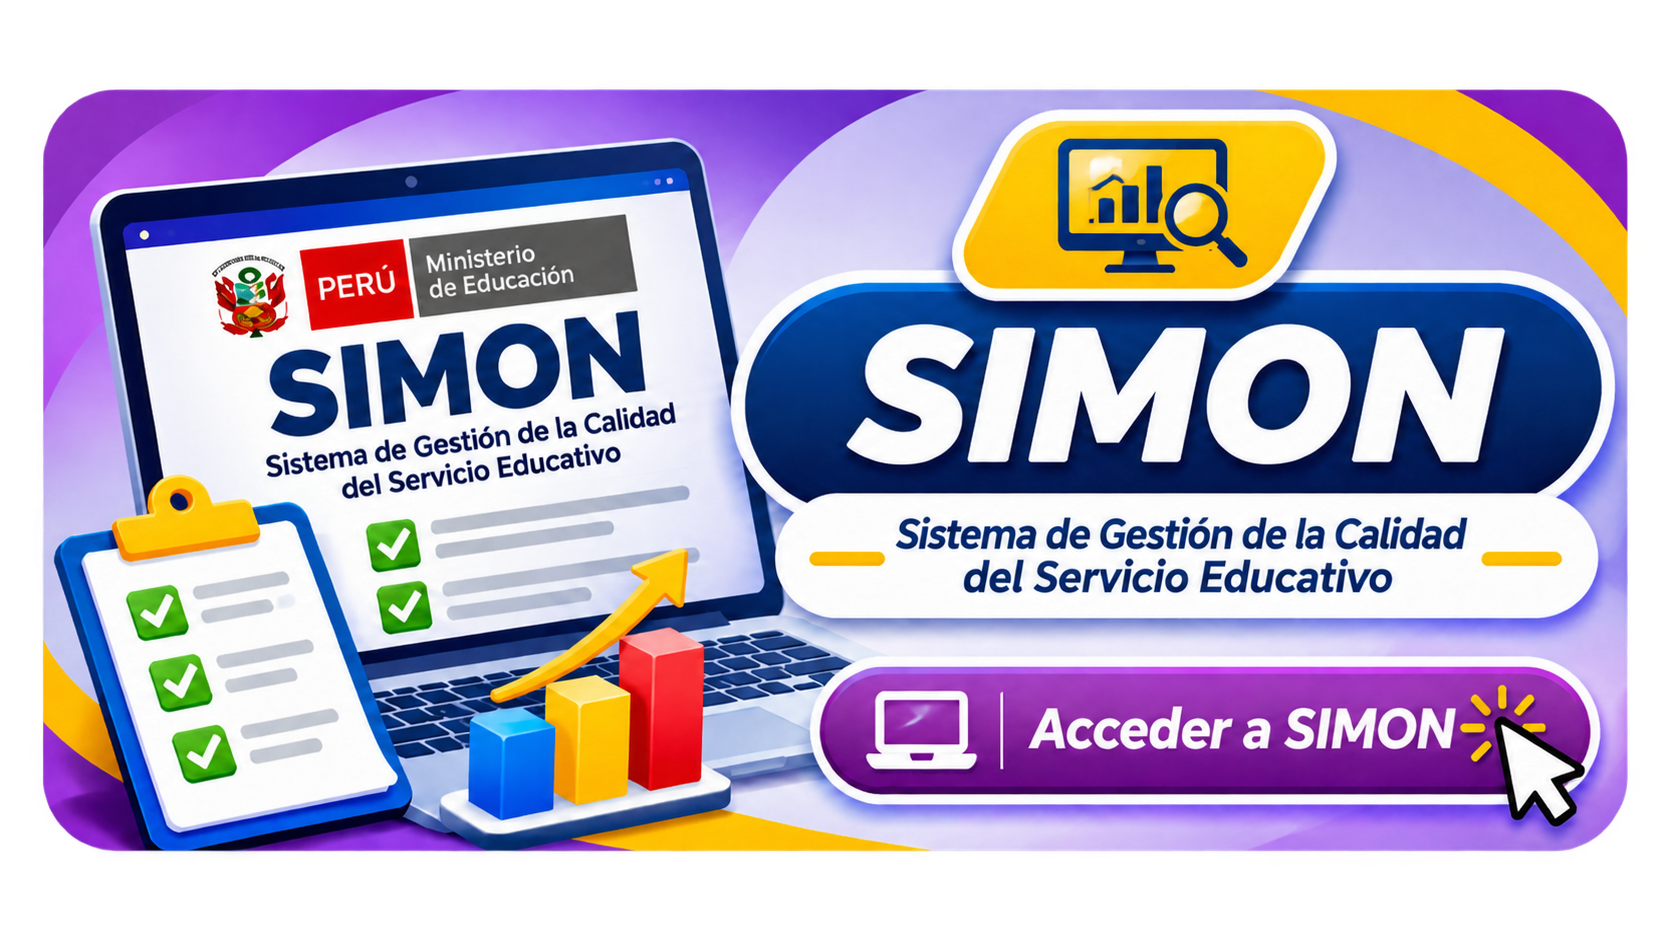 PERÚ
Ministerio
de Educación
SIMON
Sistema de Gestión de la Calidad
del Servicio Educativo
SIMON
Sistema de Gestión de la Calidad
del Servicio Educativo
Acceder a SIMON